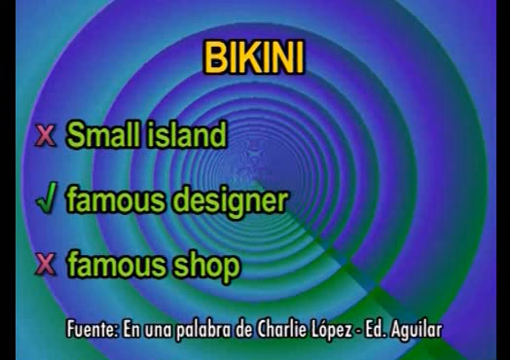 BIKINI
X Small island
√ famous designer
X famous shop
Fuente: En una palabra de Charlie López - Ed. Aguilar